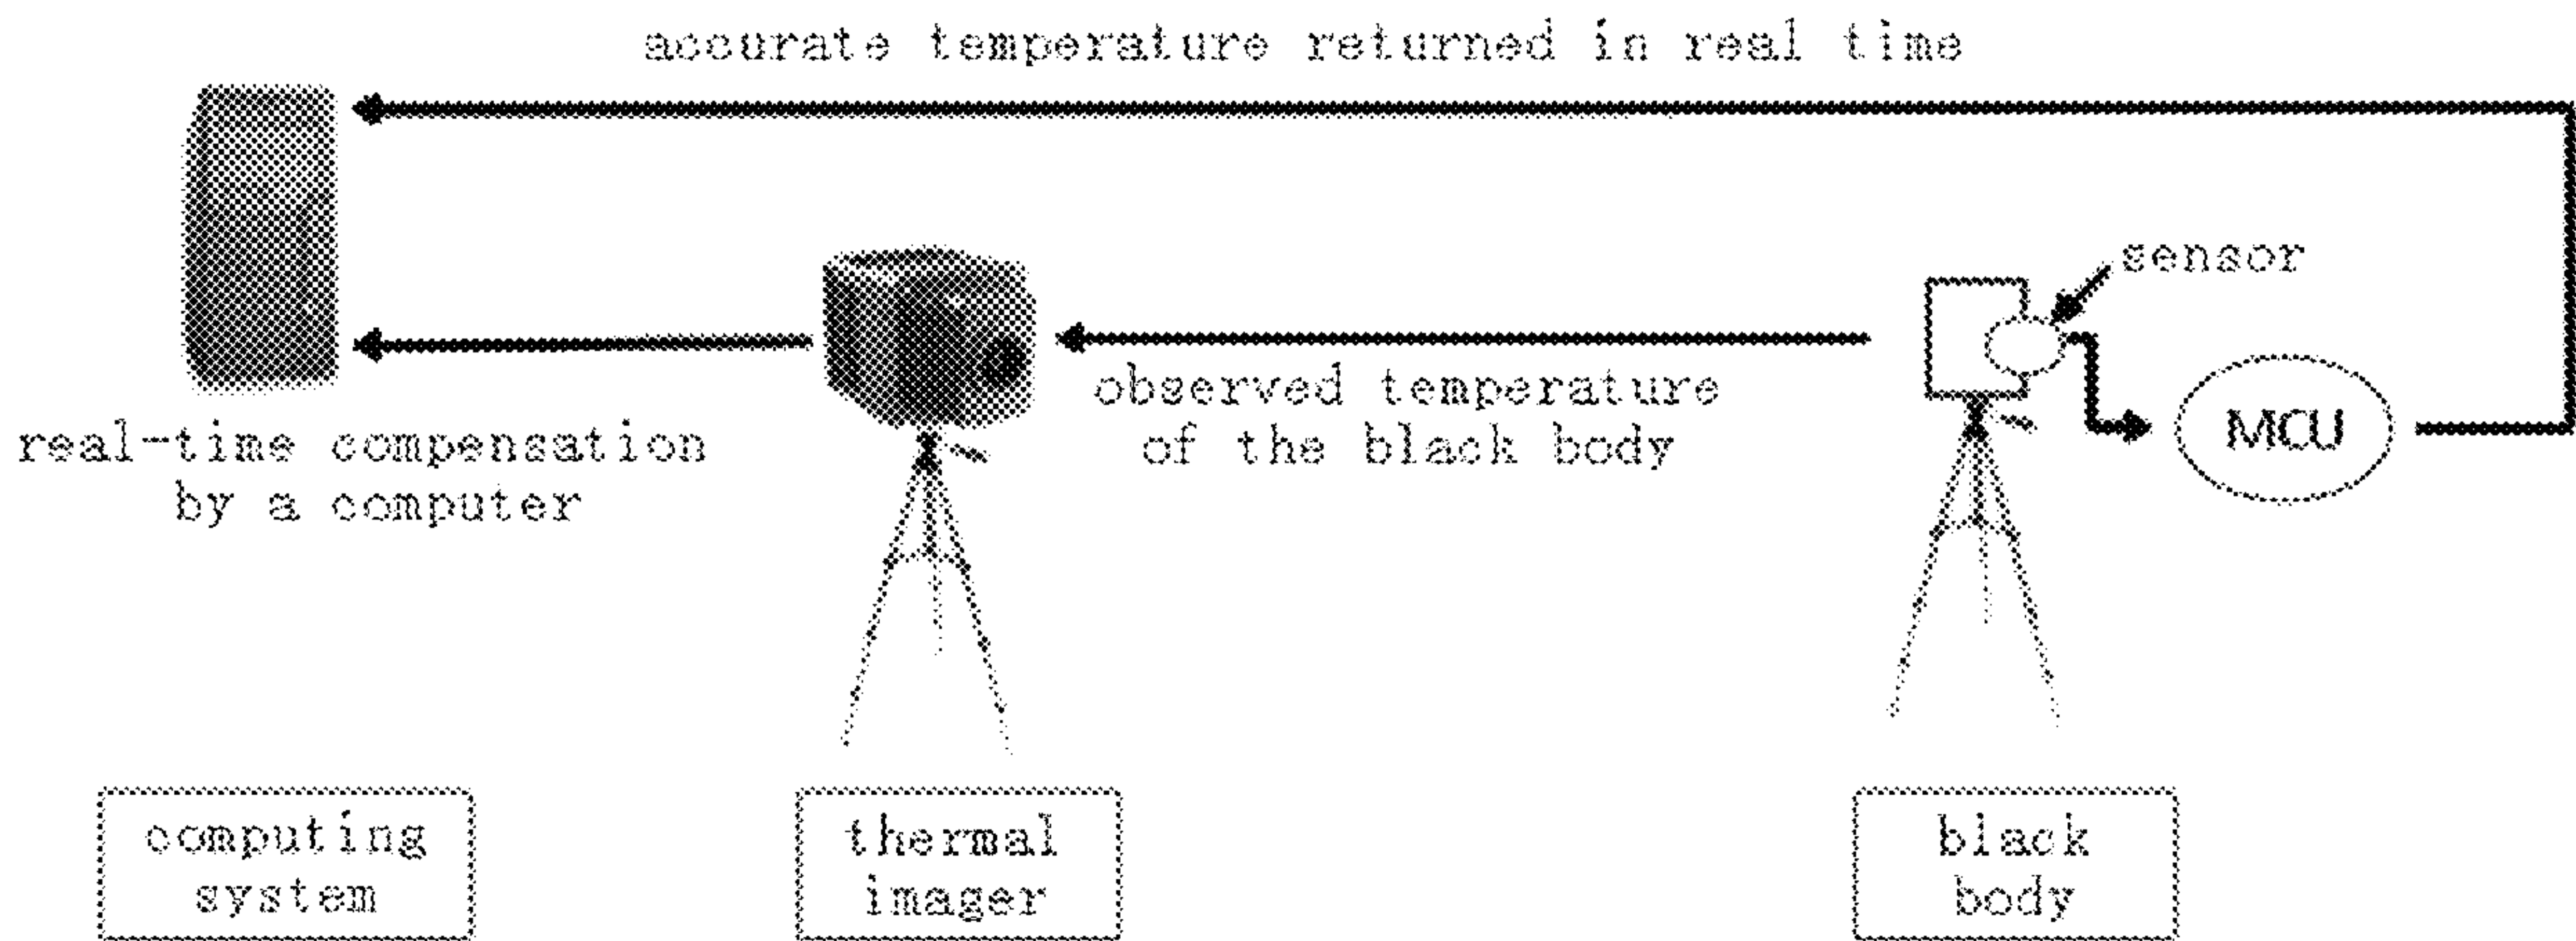 accurate temperature returned in real time
sensor
observed temperature
of the black body
MCU
real-time compensation
by a computer
computing
system
thermal
imager
black
body